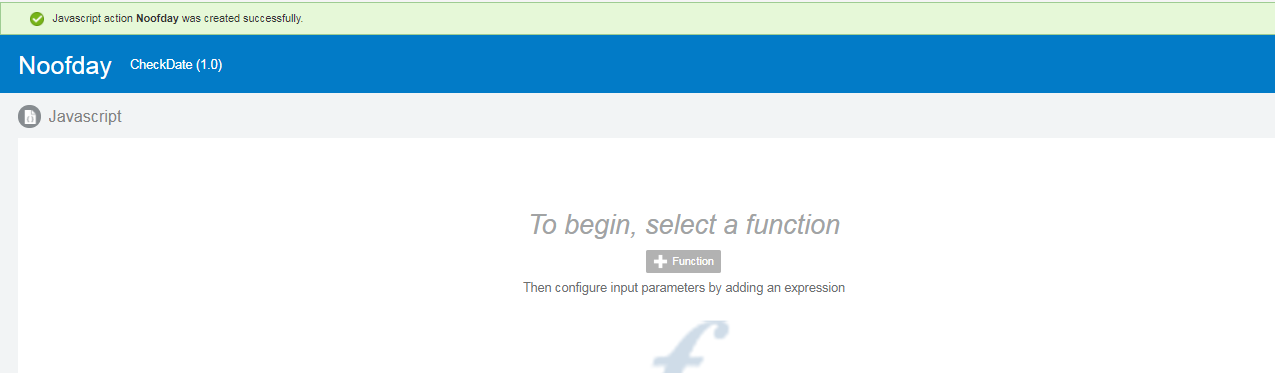 Javascript action Noofday was created successfully.
Noofday CheckDate (1.0)
Javascript
To begin, select a function
Function
Then configure input parameters by adding an expression